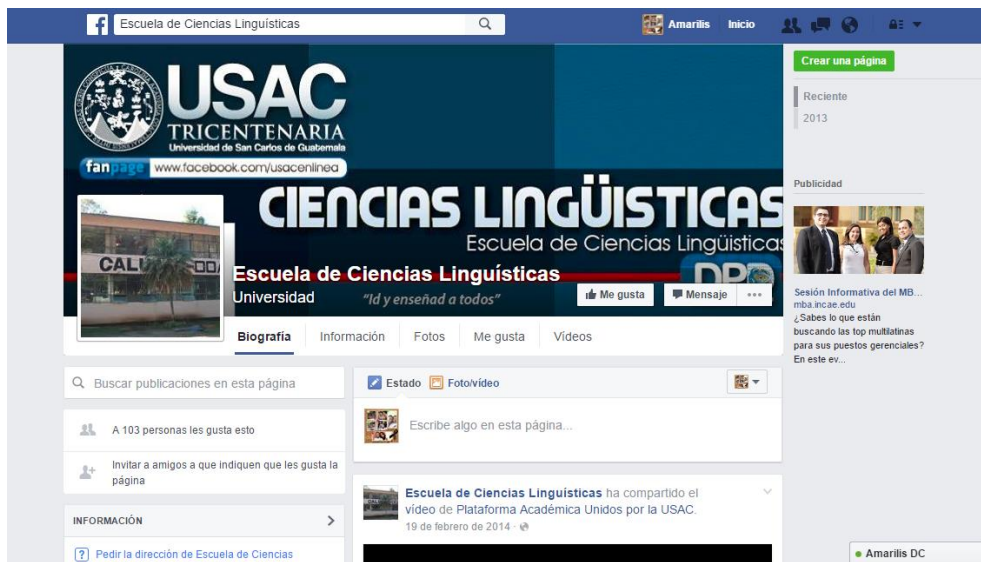 Escuela de Ciencias Linguísticas
Amarilis Inicio
USAC
TRICENTENARIA
Universidad de San Carlos de Guatemala
fanpage www.facebook.com/usacenlinea
CIENCIAS LINGÜISTICAS
Escuela de Ciencias Lingüisticas
CALU
Escuela de Ciencias Linguísticas
Universidad
"Id y enseñad a todos"
Me gusta
Mensaje
Biografía Información Fotos Me gusta Vídeos
Buscar publicaciones en esta página
A 103 personas les gusta esto
Invitar a amigos a que indiquen que les gusta la
página
INFORMACIÓN
Pedir la dirección de Escuela de Ciencias
Estado Foto/vídeo
Escribe algo en esta página...
Escuela de Ciencias Linguísticas ha compartido el
vídeo de Plataforma Académica Unidos por la USAC.
19 de febrero de 2014
Crear una página
Reciente
2013
Publicidad
Sesión Informativa del MB...
mba.incae.edu
¿Sabes lo que están
buscando las top multilatinas
para sus puestos gerenciales?
En este ev...
Amarilis DC